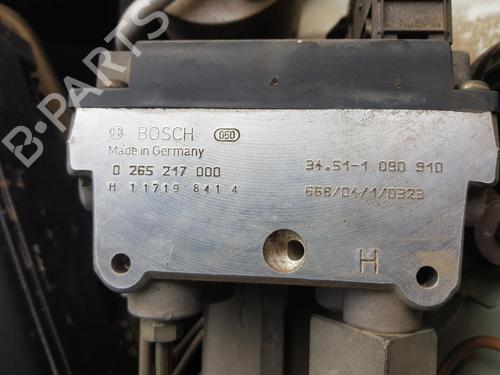 BOSCH 050
Made in Germany
0 265 217 000
H 11719 841 4
34.51-1 090 910
668/04/1/0323
V
H
B-PARTS